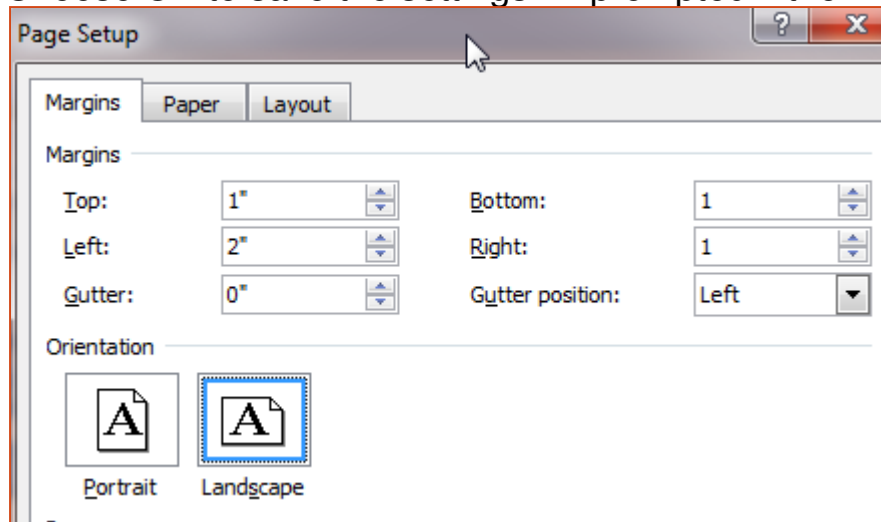 Page Setup
Margins Paper Layout
Margins
Top: 1" Bottom: 1
Left: 2" Right: 1
Gutter: 0" Gutter position: Left
Orientation
A A
Portrait Landscape